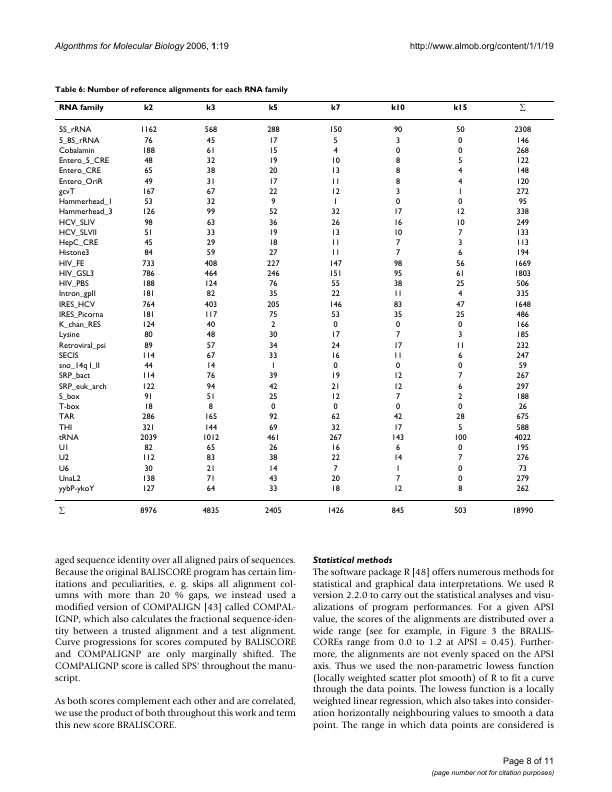 Algorithms for Molecular Biology 2006, 1:19 http://www.almob.org/content/1/1/19
Table 6: Number of reference alignments for each RNA family
RNA family k2 k3 k5 k7 k10 k15 Σ
5S_rRNA 1162 568 288 150 90 50 2308
5_8S_rRNA 76 45 17 5 3 0 146
Cobalamin 188 61 15 4 0 0 268
Entero_5_CRE 48 32 19 10 8 5 122
Entero_CRE 65 38 20 13 8 4 148
Entero_OriR 49 31 17 11 8 4 120
gcvT 167 67 22 12 3 1 272
Hammerhead_1 53 32 9 1 0 0 95
Hammerhead_3 126 99 52 32 17 12 338
HCV_SLIV 98 63 36 26 16 10 249
HCV_SLVII 51 33 19 13 10 7 133
HepC_CRE 45 29 18 11 7 3 113
Histone3 84 59 27 11 7 6 194
HIV_FE 733 408 227 147 98 56 1669
HIV_GSL3 786 464 246 151 95 61 1803
HIV_PBS 188 124 76 55 38 25 506
Intron_gpII 181 82 35 22 11 4 335
IRES_HCV 764 403 205 146 83 47 1648
IRES_Picorna 181 117 75 53 35 25 486
K_chan_RES 124 40 2 0 0 0 166
Lysine 80 48 30 17 7 3 185
Retroviral_psi 89 57 34 24 17 11 232
SECIS 114 67 33 16 11 6 247
sno_14q I_II 44 14 1 0 0 0 59
SRP_bact 114 76 39 19 12 7 267
SRP_euk_arch 122 94 42 21 12 6 297
S_box 91 51 25 12 7 2 188
T-box 18 8 0 0 0 0 26
TAR 286 165 92 62 42 28 675
THI 321 144 69 32 17 5 588
tRNA 2039 1012 461 267 143 100 4022
U1 82 65 26 16 6 0 195
U2 112 83 38 22 14 7 276
U6 30 21 14 7 1 0 73
UnaL2 138 71 43 20 7 0 279
yybP-ykoY 127 64 33 18 12 8 262
Σ 8976 4835 2405 1426 845 503 18990
aged sequence identity over all aligned pairs of sequences.
Because the original BALISCORE program has certain lim-
itations and peculiarities, e. g. skips all alignment col-
umns with more than 20 % gaps, we instead used a
modified version of COMPALIGN [43] called COMPAL-
IGNP, which also calculates the fractional sequence-iden-
tity between a trusted alignment and a test alignment.
Curve progressions for scores computed by BALISCORE
and COMPALIGNP are only marginally shifted. The
COMPALIGNP score is called SPS' throughout the manu-
script.
As both scores complement each other and are correlated,
we use the product of both throughout this work and term
this new score BRALISCORE.
Statistical methods
The software package R [48] offers numerous methods for
statistical and graphical data interpretations. We used R
version 2.2.0 to carry out the statistical analyses and visu-
alizations of program performances. For a given APSI
value, the scores of the alignments are distributed over a
wide range (see for example, in Figure 3 the BRALIS-
COREs range from 0.0 to 1.2 at APSI = 0.45). Further-
more, the alignments are not evenly spaced on the APSI
axis. Thus we used the non-parametric lowess function
(locally weighted scatter plot smooth) of R to fit a curve
through the data points. The lowess function is a locally
weighted linear regression, which also takes into consider-
ation horizontally neighbouring values to smooth a data
point. The range in which data points are considered is
Page 8 of 11
(page number not for citation purposes)